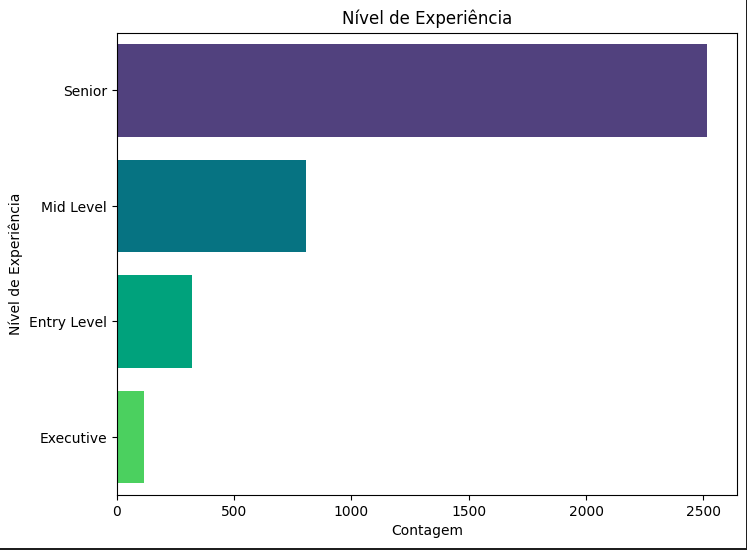 Nível de Experiência
Senior
Mid Level
Entry Level
Executive
Nível de Experiência
0 500 1000 1500 2000 2500
Contagem